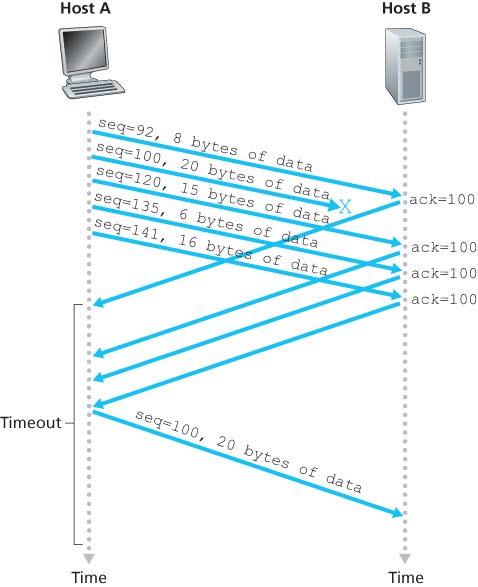 Host A
Host B
seq=92, 8 bytes of data
seq=100, 20 bytes of data
X
seq=120, 15 bytes of data
seq=135, 6 bytes of data
seq=141, 16 bytes of data
ack=100
ack=100
ack=100
ack=100
Timeout
seq=100, 20 bytes of data
Time
Time